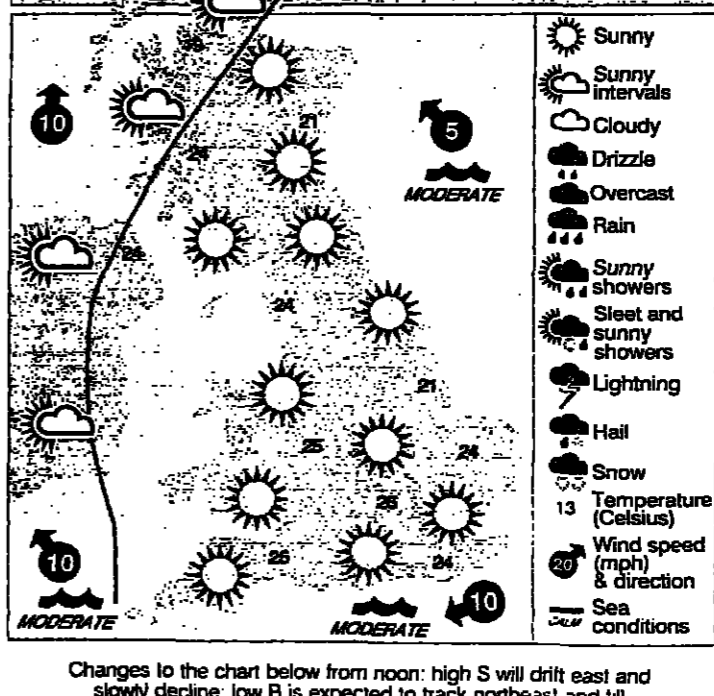 10
21
5
MODERATE
24
24
21
25
24
26
25
24
10
MODERATE
MODERATE
10
Sunny
Sunny
intervals
Cloudy
Drizzle
Overcast
Rain
Sunny
showers
Sleet and
sunny
showers
Lightning
Hail
Snow
13 Temperature
(Celsius)
20 Wind speed
(mph)
& direction
CALM Sea
conditions
Changes to the chart below from noon: high S will drift east and
slowly decline; low B is expected to track northeast and fill